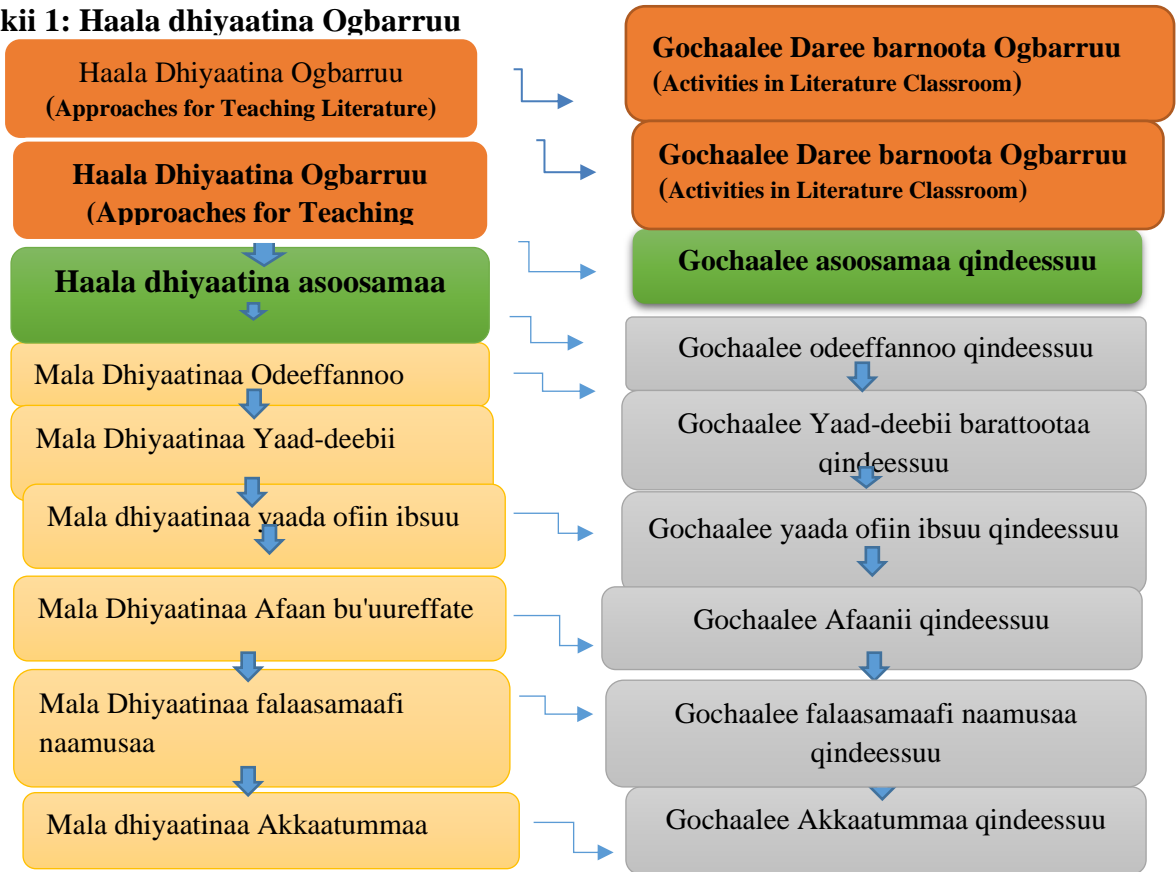 kii 1: Haala dhiyaatina Ogbarruu
Haala Dhiyaatina Ogbarruu
(Approaches for Teaching Literature)
Gochaalee Daree barnoota Ogbarruu
(Activities in Literature Classroom)
Haala Dhiyaatina Ogbarruu
(Approaches for Teaching
Gochaalee Daree barnoota Ogbarruu
(Activities in Literature Classroom)
Haala dhiyaatina asoosamaa
Gochaalee asoosamaa qindeessuu
Mala Dhiyaatinaa Odeeffannoo
Gochaalee odeeffannoo qindeessuu
Mala Dhiyaatinaa Yaad-deebii
Gochaalee Yaad-deebii barattootaa
qindeessuu
Mala dhiyaatinaa yaada ofiin ibsuu
Gochaalee yaada ofiin ibsuu qindeessuu
Mala Dhiyaatinaa Afaan bu'uureffate
Gochaalee Afaanii qindeessuu
Mala Dhiyaatinaa falaasamaafi
naamusaa
Gochaalee falaasamaafi naamusaa
qindeessuu
Mala dhiyaatinaa Akkaatummaa
Gochaalee Akkaatummaa qindeessuu